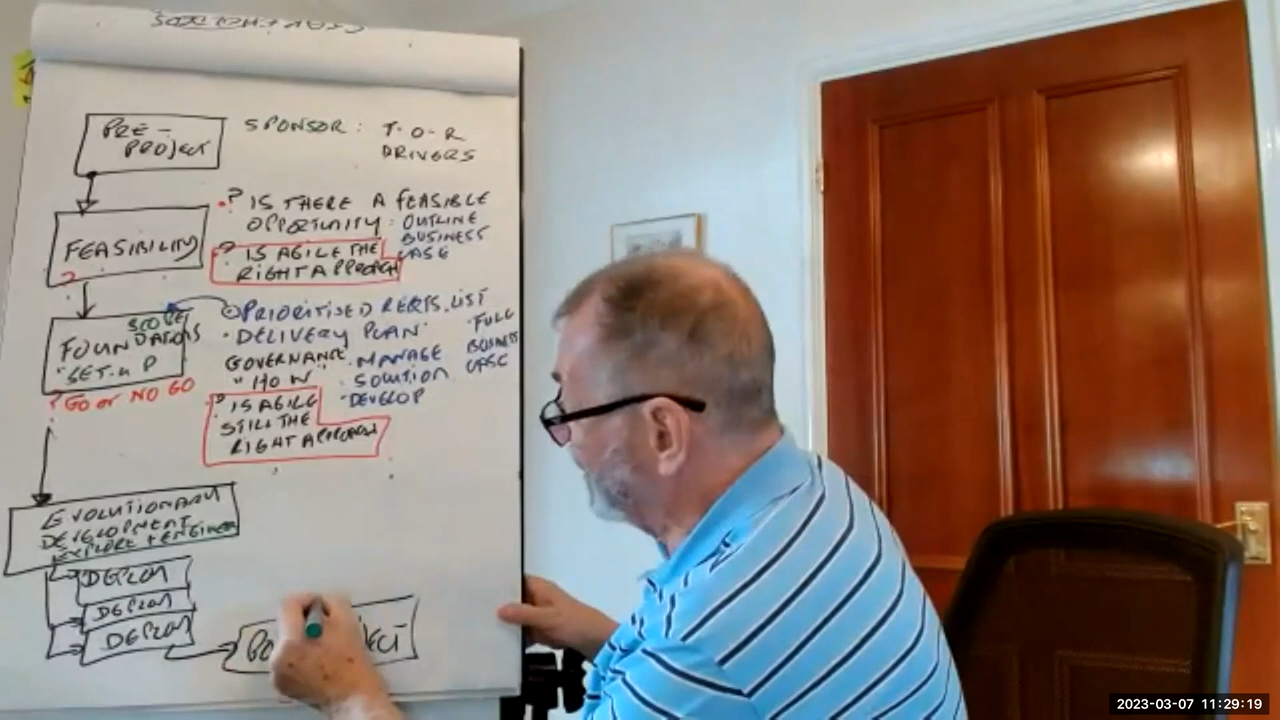 PRE-
PROJECT
SPONSOR: T.O.R
DRIVERS
FEASIBILITY
?
? IS THERE A FEASIBLE
OPPORTUNITY: OUTLINE
BUSINESS
CASE
? IS AGILE THE
RIGHT APPROACH
SCOPE
FOUNDATIONS
"SET-UP
? GO or NO GO
PRIORITISED REQTS. LIST
DELIVERY PLAN
GOVERNANCE
"HOW"
MANAGE
SOLUTION
DEVELOP
FULL
BUSINESS
CASE
? IS AGILE
STILL THE
RIGHT APPROACH
EVOLUTIONARY
DEVELOPMENT
EXPLORE + ENGINEER
DEPLOY
DEPLOY
DEPLOY
2023-03-07 11:29:19